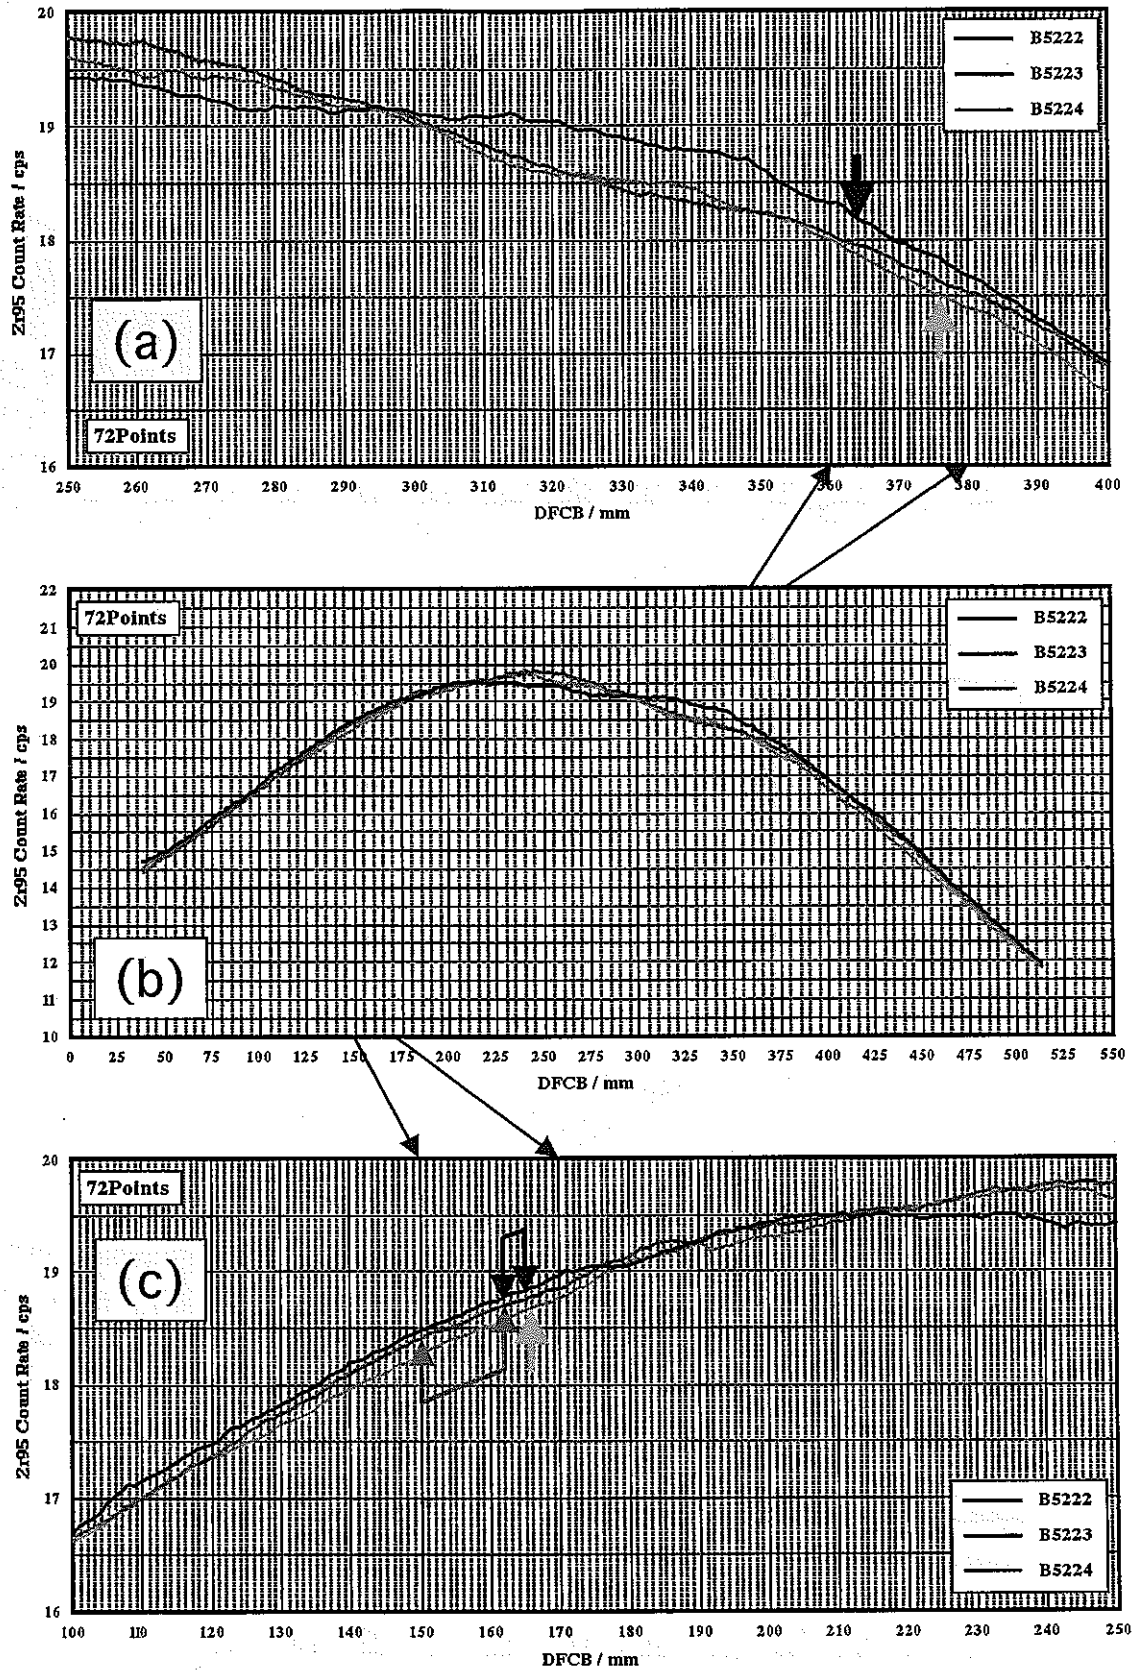 20
19
18
17
16
Zr95 Count Rate / cps
B5222
B5223
B5224
(a)
72Points
250 260 270 280 290 300 310 320 330 340 350 360 370 380 390 400
DFCB / mm
22
21
20
19
18
17
16
15
14
13
12
11
10
Zr95 Count Rate / cps
72Points
B5222
B5223
B5224
(b)
0 25 50 75 100 125 150 175 200 225 250 275 300 325 350 375 400 425 450 475 500 525 550
DFCB / mm
20
19
18
17
16
Zr95 Count Rate / cps
72Points
(c)
B5222
B5223
B5224
100 110 120 130 140 150 160 170 180 190 200 210 220 230 240 250
DFCB / mm